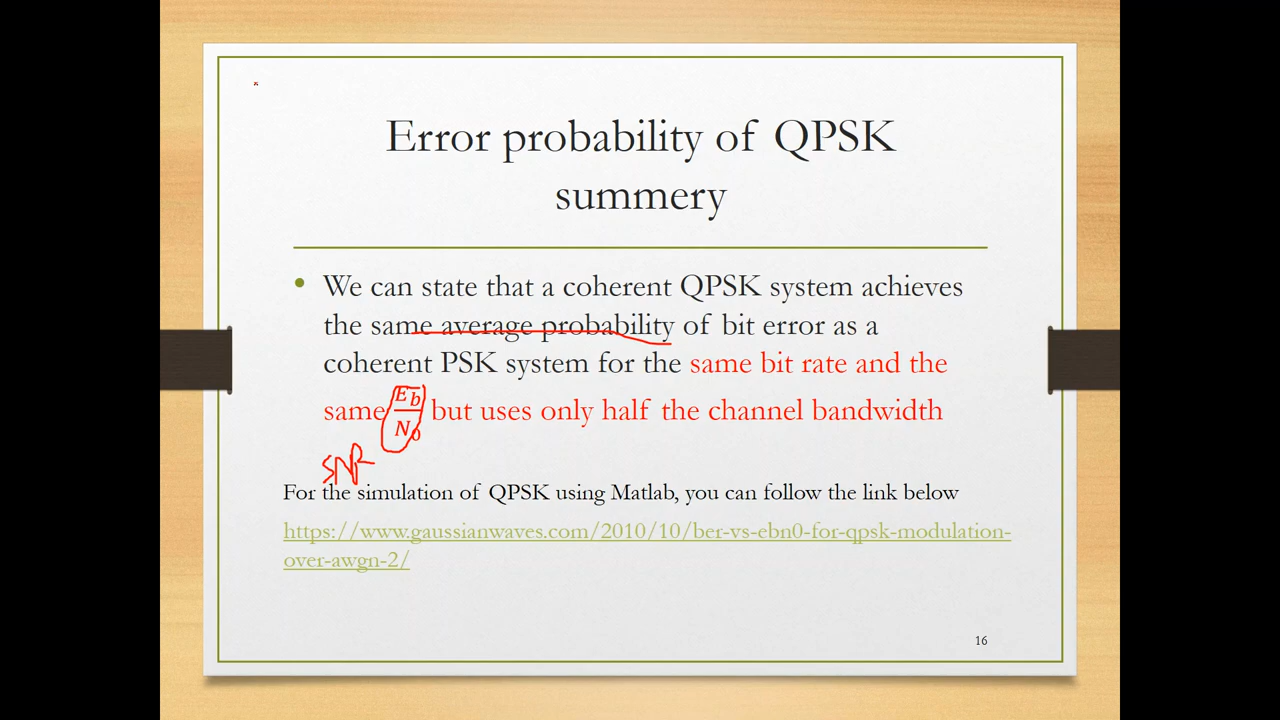 Error probability of QPSK
summery
• We can state that a coherent QPSK system achieves
the same average probability of bit error as a
coherent PSK system for the same bit rate and the
same E_b/N_0 but uses only half the channel bandwidth
SNR
For the simulation of QPSK using Matlab, you can follow the link below
https://www.gaussianwaves.com/2010/10/ber-vs-ebn0-for-qpsk-modulation-
over-awgn-2/
16